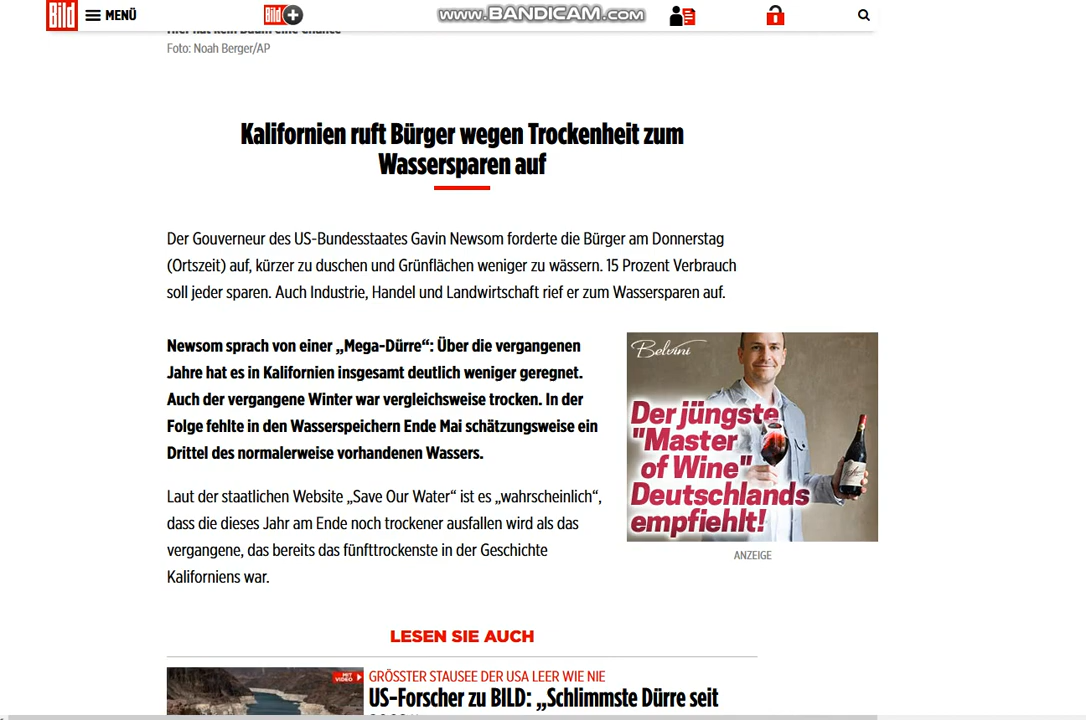 Bild
MENÜ
Bild
www.BANDICAM.com
Hier hat kein Baum eine Chance
Foto: Noah Berger/AP
Kalifornien ruft Bürger wegen Trockenheit zum
Wassersparen auf
Der Gouverneur des US-Bundesstaates Gavin Newsom forderte die Bürger am Donnerstag
(Ortszeit) auf, kürzer zu duschen und Grünflächen weniger zu wässern. 15 Prozent Verbrauch
soll jeder sparen. Auch Industrie, Handel und Landwirtschaft rief er zum Wassersparen auf.
Newsom sprach von einer „Mega-Dürre“: Über die vergangenen
Jahre hat es in Kalifornien insgesamt deutlich weniger geregnet.
Auch der vergangene Winter war vergleichsweise trocken. In der
Folge fehlte in den Wasserspeichern Ende Mai schätzungsweise ein
Drittel des normalerweise vorhandenen Wassers.
Laut der staatlichen Website „Save Our Water“ ist es „wahrscheinlich“,
dass die dieses Jahr am Ende noch trockener ausfallen wird als das
vergangene, das bereits das fünfttrockenste in der Geschichte
Kaliforniens war.
Belvini
Der jüngste
"Master
of Wine"
Deutschlands
empfiehlt!
ANZEIGE
LESEN SIE AUCH
MIT
VIDEO
GRÖSSTER STAUSEE DER USA LEER WIE NIE
US-Forscher zu BILD: „Schlimmste Dürre seit